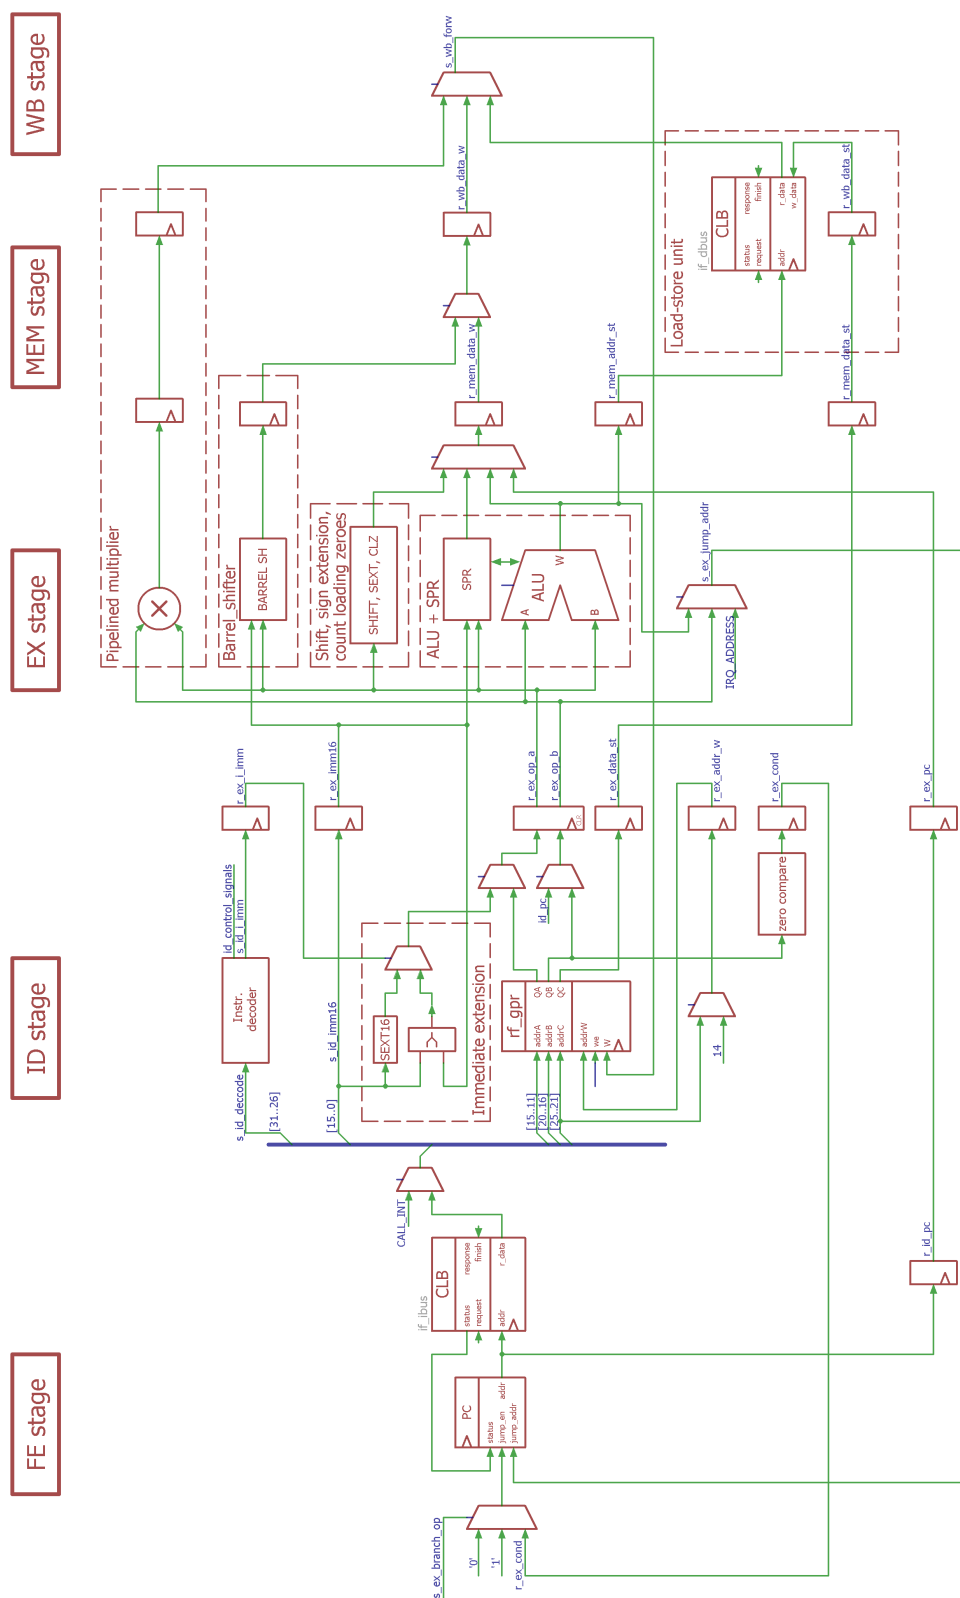 FE stage
ID stage
EX stage
MEM stage
WB stage
s_ex_branch_op
'0'
'1'
r_ex_cond
PC
status
jump_en
jump_addr
addr
if_ibus
CLB
status
request
response
finish
addr
r_data
r_id_pc
CALL_INT
s_id_deccode
[31..26]
[15..0]
[15..11]
[20..16]
[25..21]
Instr.
decoder
id_control_signals
s_id_i_imm
s_id_imm16
SEXT16
Immediate extension
rf_gpr
addrA
addrB
addrC
QA
QB
QC
addrW
we
W
14
id_pc
zero compare
CLR
r_ex_i_imm
r_ex_imm16
r_ex_op_a
r_ex_op_b
r_ex_data_st
r_ex_addr_w
r_ex_cond
r_ex_pc
Pipelined multiplier
Barrel_shifter
BARREL SH
Shift, sign extension,
count loading zeroes
SHIFT, SEXT, CLZ
ALU + SPR
SPR
ALU
A
B
W
IRQ_ADDRESS
s_ex_jump_addr
r_mem_data_w
r_mem_addr_st
r_mem_data_st
Load-store unit
if_dbus
CLB
status
request
response
finish
addr
r_data
w_data
r_wb_data_w
r_wb_data_st
s_wb_forw